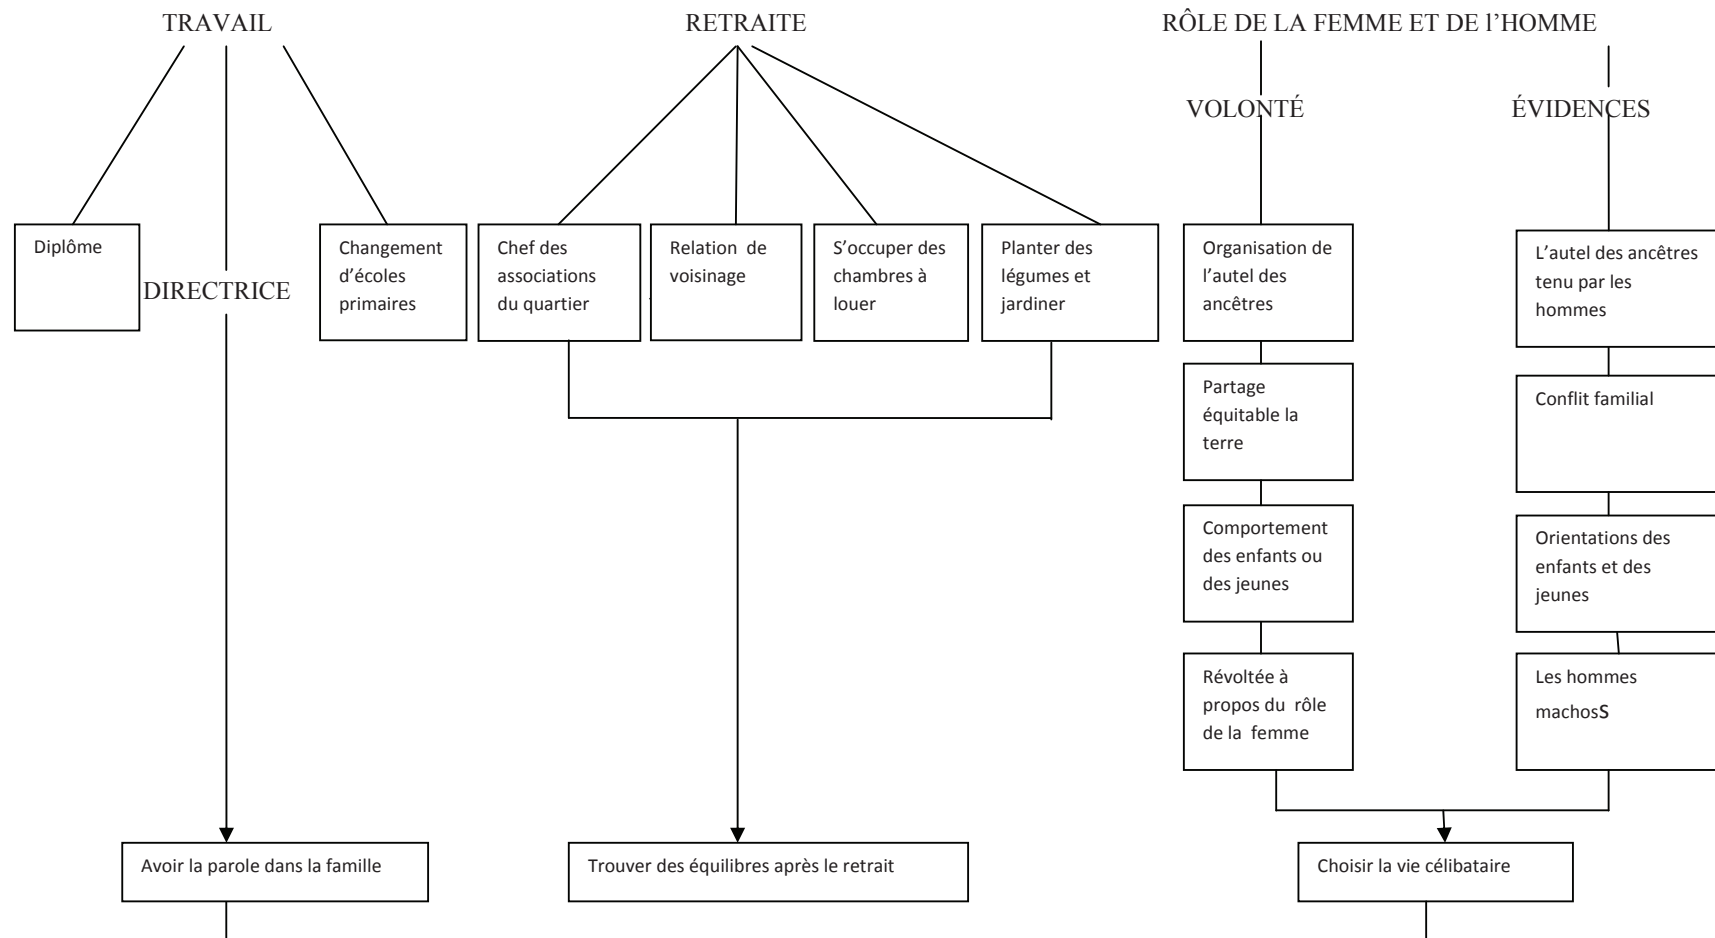 TRAVAIL
RETRAITE
RÔLE DE LA FEMME ET DE l’HOMME
VOLONTÉ
ÉVIDENCES
Diplôme
DIRECTRICE
Changement
d’écoles
primaires
Chef des
associations
du quartier
Relation de
voisinage
S’occuper des
chambres à
louer
Planter des
légumes et
jardiner
Organisation de
l’autel des
ancêtres
L’autel des ancêtres
tenu par les
hommes
Partage
équitable la
terre
Conflit familial
Comportement
des enfants ou
des jeunes
Orientations des
enfants et des
jeunes
Révoltée à
propos du rôle
de la femme
Les hommes
machosS
Avoir la parole dans la famille
Trouver des équilibres après le retrait
Choisir la vie célibataire